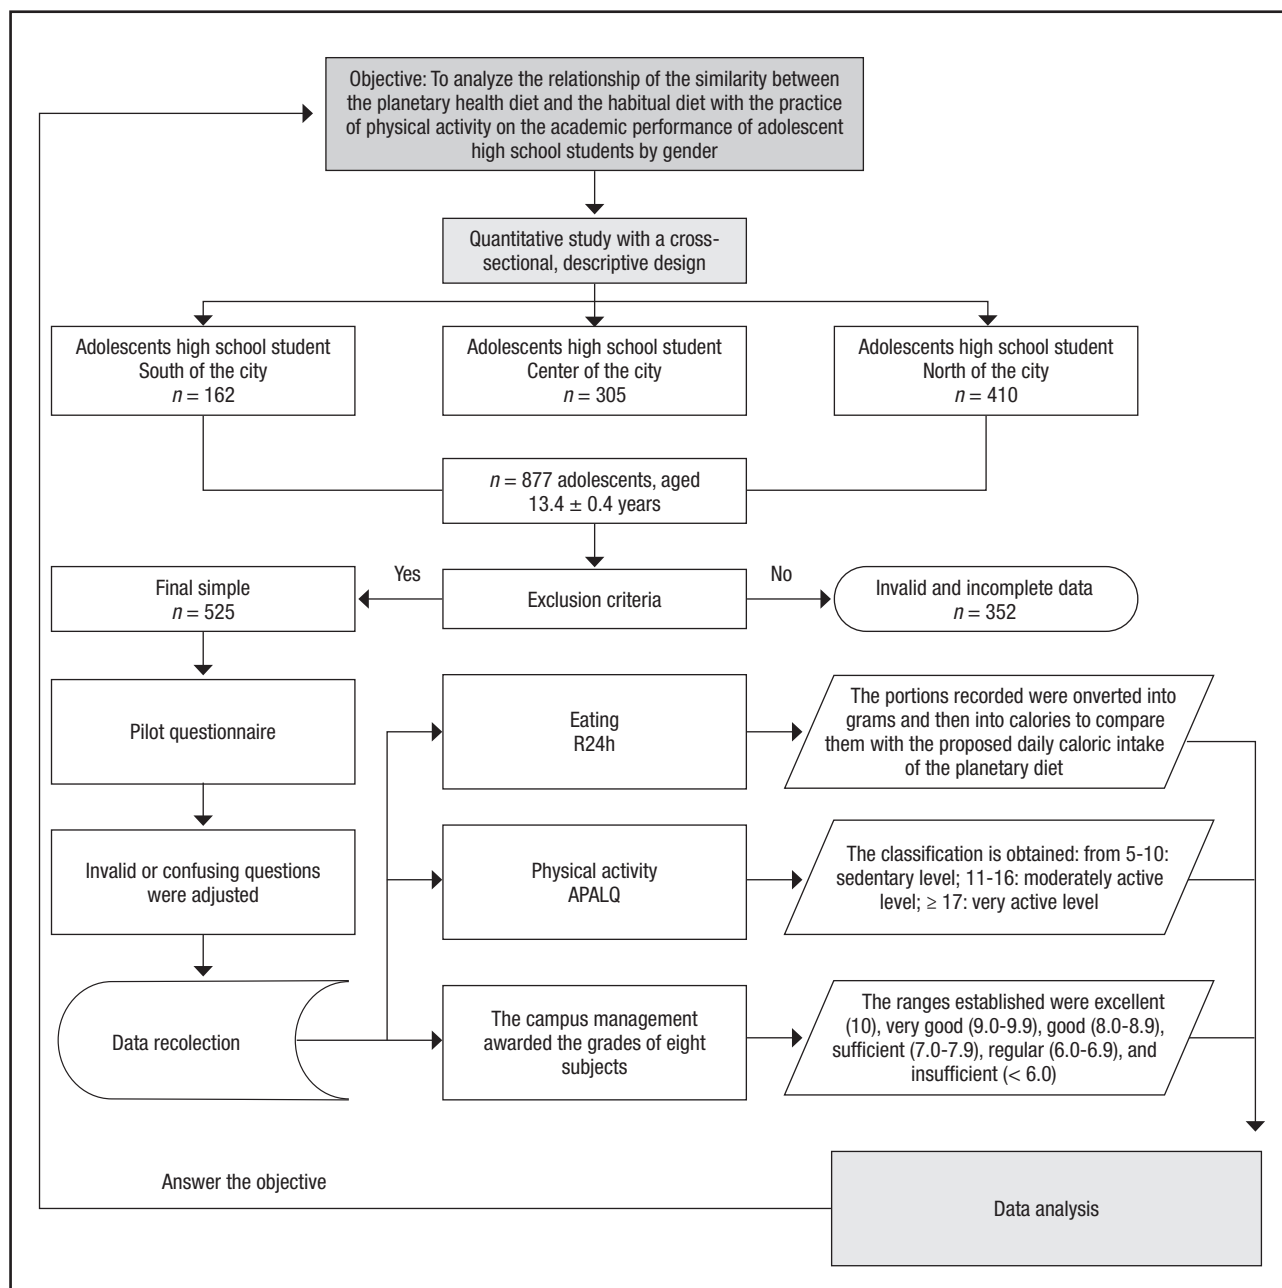 Objective: To analyze the relationship of the similarity between
the planetary health diet and the habitual diet with the practice
of physical activity on the academic performance of adolescent
high school students by gender
Quantitative study with a cross-
sectional, descriptive design
Adolescents high school student
South of the city
n = 162
Adolescents high school student
Center of the city
n = 305
Adolescents high school student
North of the city
n = 410
n = 877 adolescents, aged
13.4 ± 0.4 years
Final simple
n = 525
Yes
Exclusion criteria
No
Invalid and incomplete data
n = 352
Pilot questionnaire
Eating
R24h
The portions recorded were onverted into
grams and then into calories to compare
them with the proposed daily caloric intake
of the planetary diet
Invalid or confusing questions
were adjusted
Physical activity
APALQ
The classification is obtained: from 5-10:
sedentary level; 11-16: moderately active
level; ≥ 17: very active level
Data recolection
The campus management
awarded the grades of eight
subjects
The ranges established were excellent
(10), very good (9.0-9.9), good (8.0-8.9),
sufficient (7.0-7.9), regular (6.0-6.9), and
insufficient (< 6.0)
Answer the objective
Data analysis